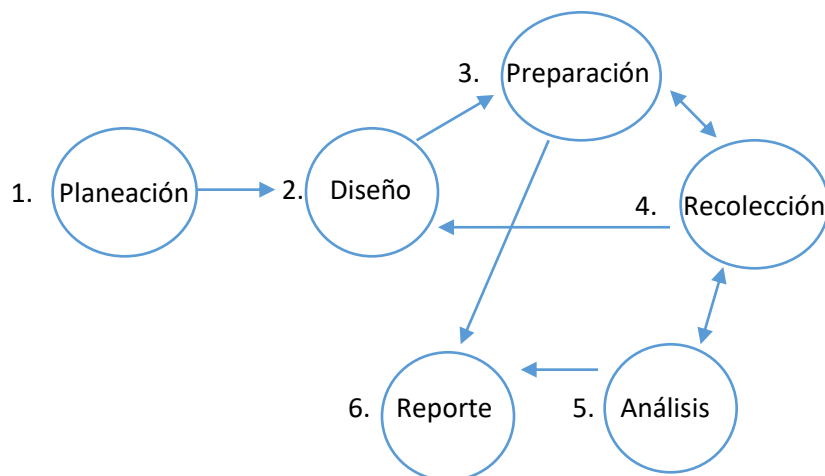 1. Planeación
2. Diseño
3. Preparación
4. Recolección
5. Análisis
6. Reporte